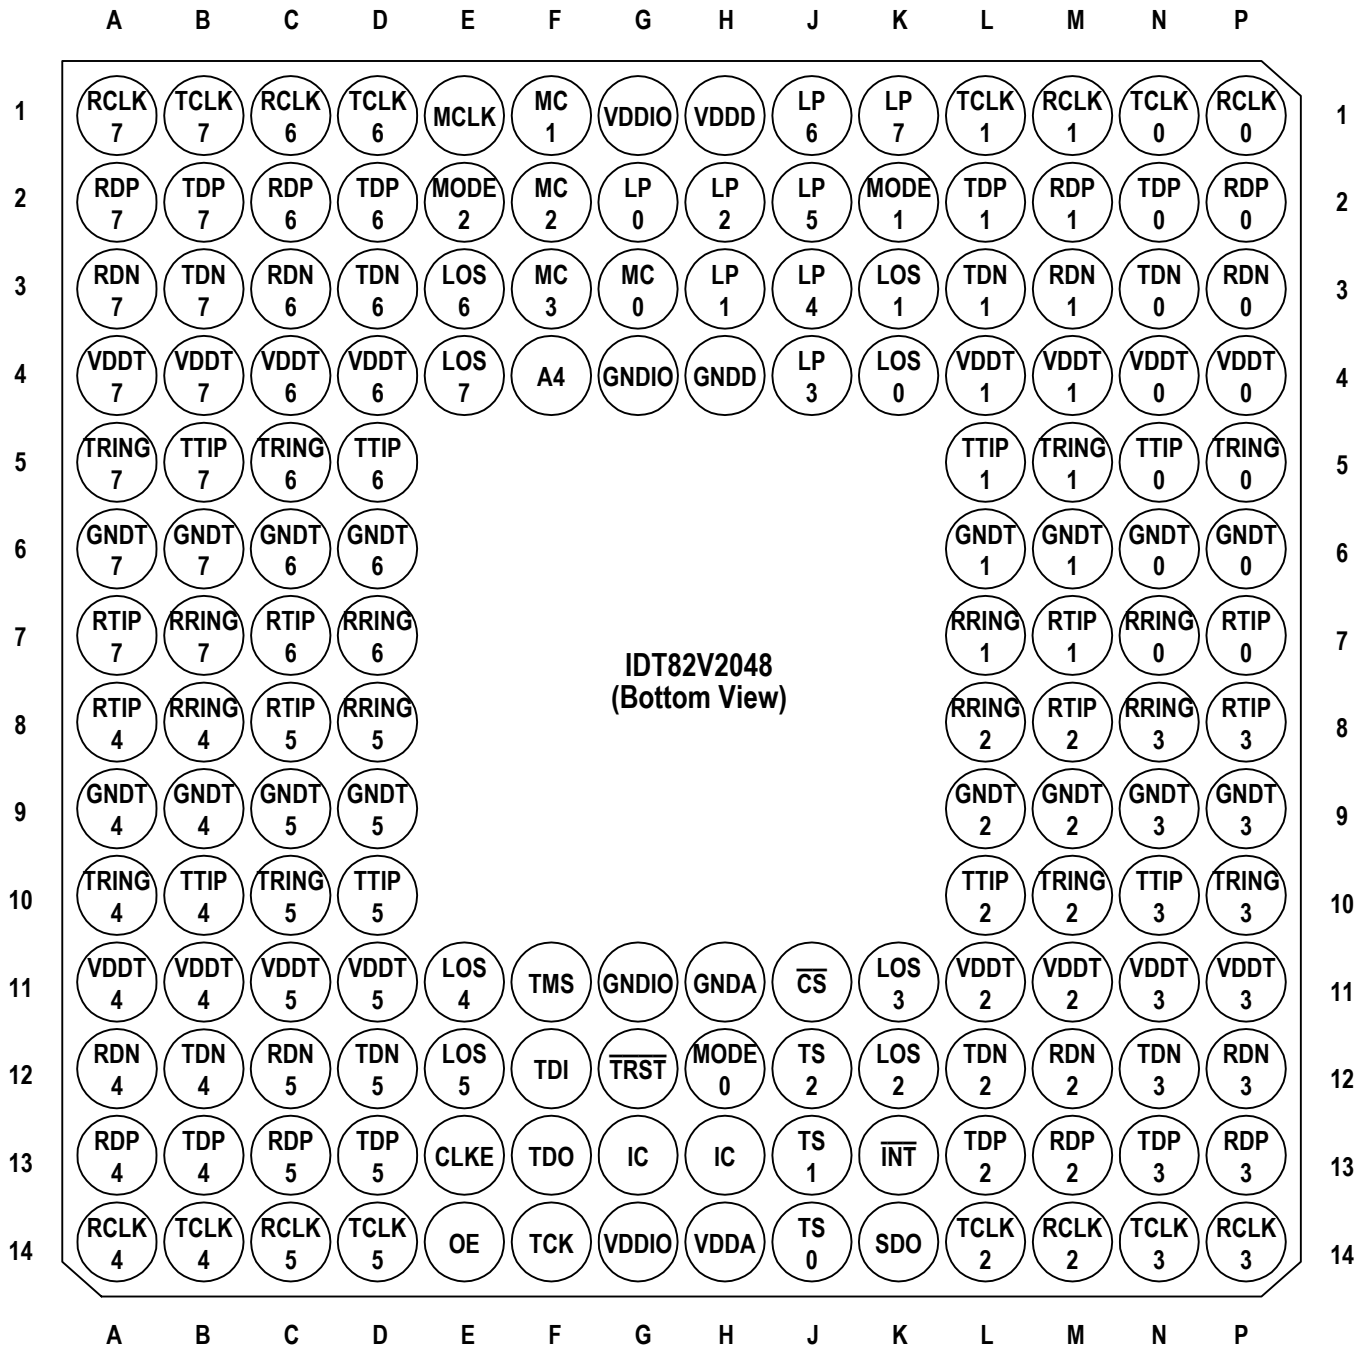 A B C D E F G H J K L M N P
1 RCLK TCLK RCLK TCLK MCLK MC VDDIO VDDD LP LP TCLK RCLK TCLK RCLK 1
7 7 6 6 1 6 7 1 1 0 0
2 RDP TDP RDP TDP MODE MC LP LP LP MODE TDP RDP TDP RDP 2
7 7 6 6 2 2 0 2 5 1 1 1 0 0
3 RDN TDN RDN TDN LOS MC MC LP LP LOS TDN RDN TDN RDN 3
7 7 6 6 6 3 0 1 4 1 1 1 0 0
4 VDDT VDDT VDDT VDDT LOS A4 GNDIO GNDD LP LOS VDDT VDDT VDDT VDDT 4
7 7 6 6 7 3 0 1 1 0 0
5 TRING TTIP TRING TTIP TTIP TRING TTIP TRING 5
7 7 6 6 1 1 0 0
6 GNDT GNDT GNDT GNDT GNDT GNDT GNDT GNDT 6
7 7 6 6 1 1 0 0
7 RTIP RRING RTIP RRING RRING RTIP RRING RTIP 7
7 7 6 6 1 1 0 0
IDT82V2048
(Bottom View)
8 RTIP RRING RTIP RRING RRING RTIP RRING RTIP 8
4 4 5 5 2 2 3 3
9 GNDT GNDT GNDT GNDT GNDT GNDT GNDT GNDT 9
4 4 5 5 2 2 3 3
10 TRING TTIP TRING TTIP TTIP TRING TTIP TRING 10
4 4 5 5 2 2 3 3
11 VDDT VDDT VDDT VDDT LOS TMS GNDIO GNDA CS LOS VDDT VDDT VDDT VDDT 11
4 4 5 5 4 3 2 2 3 3
12 RDN TDN RDN TDN LOS TDI TRST MODE TS LOS TDN RDN TDN RDN 12
4 4 5 5 5 0 2 2 2 2 3 3
13 RDP TDP RDP TDP CLKE TDO IC IC TS INT TDP RDP TDP RDP 13
4 4 5 5 1 2 2 3 3
14 RCLK TCLK RCLK TCLK OE TCK VDDIO VDDA TS SDO TCLK RCLK TCLK RCLK 14
4 4 5 5 0 2 2 3 3
A B C D E F G H J K L M N P